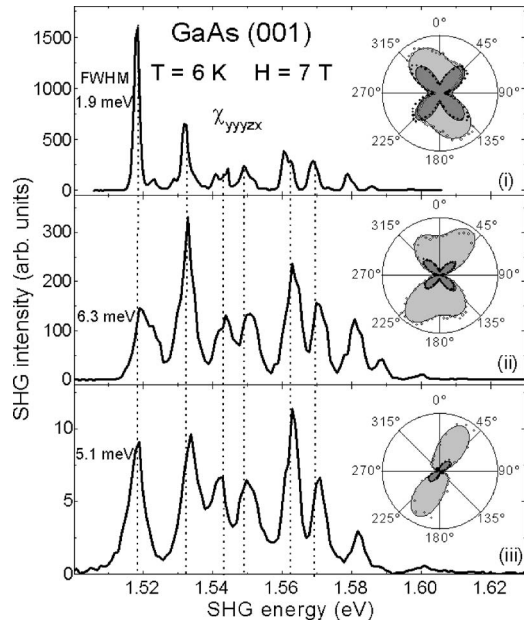 GaAs (001)
T = 6 K H = 7 T
χyyyzx
FWHM
1.9 meV
1500
1250
1000
750
500
250
0
0°
45°
90°
135°
180°
225°
270°
315°
(i)
6.3 meV
300
200
100
0
0°
45°
90°
135°
180°
225°
270°
315°
(ii)
5.1 meV
10
5
0
0°
45°
90°
135°
180°
225°
270°
315°
(iii)
SHG intensity (arb. units)
1.52 1.54 1.56 1.58 1.60 1.62
SHG energy (eV)